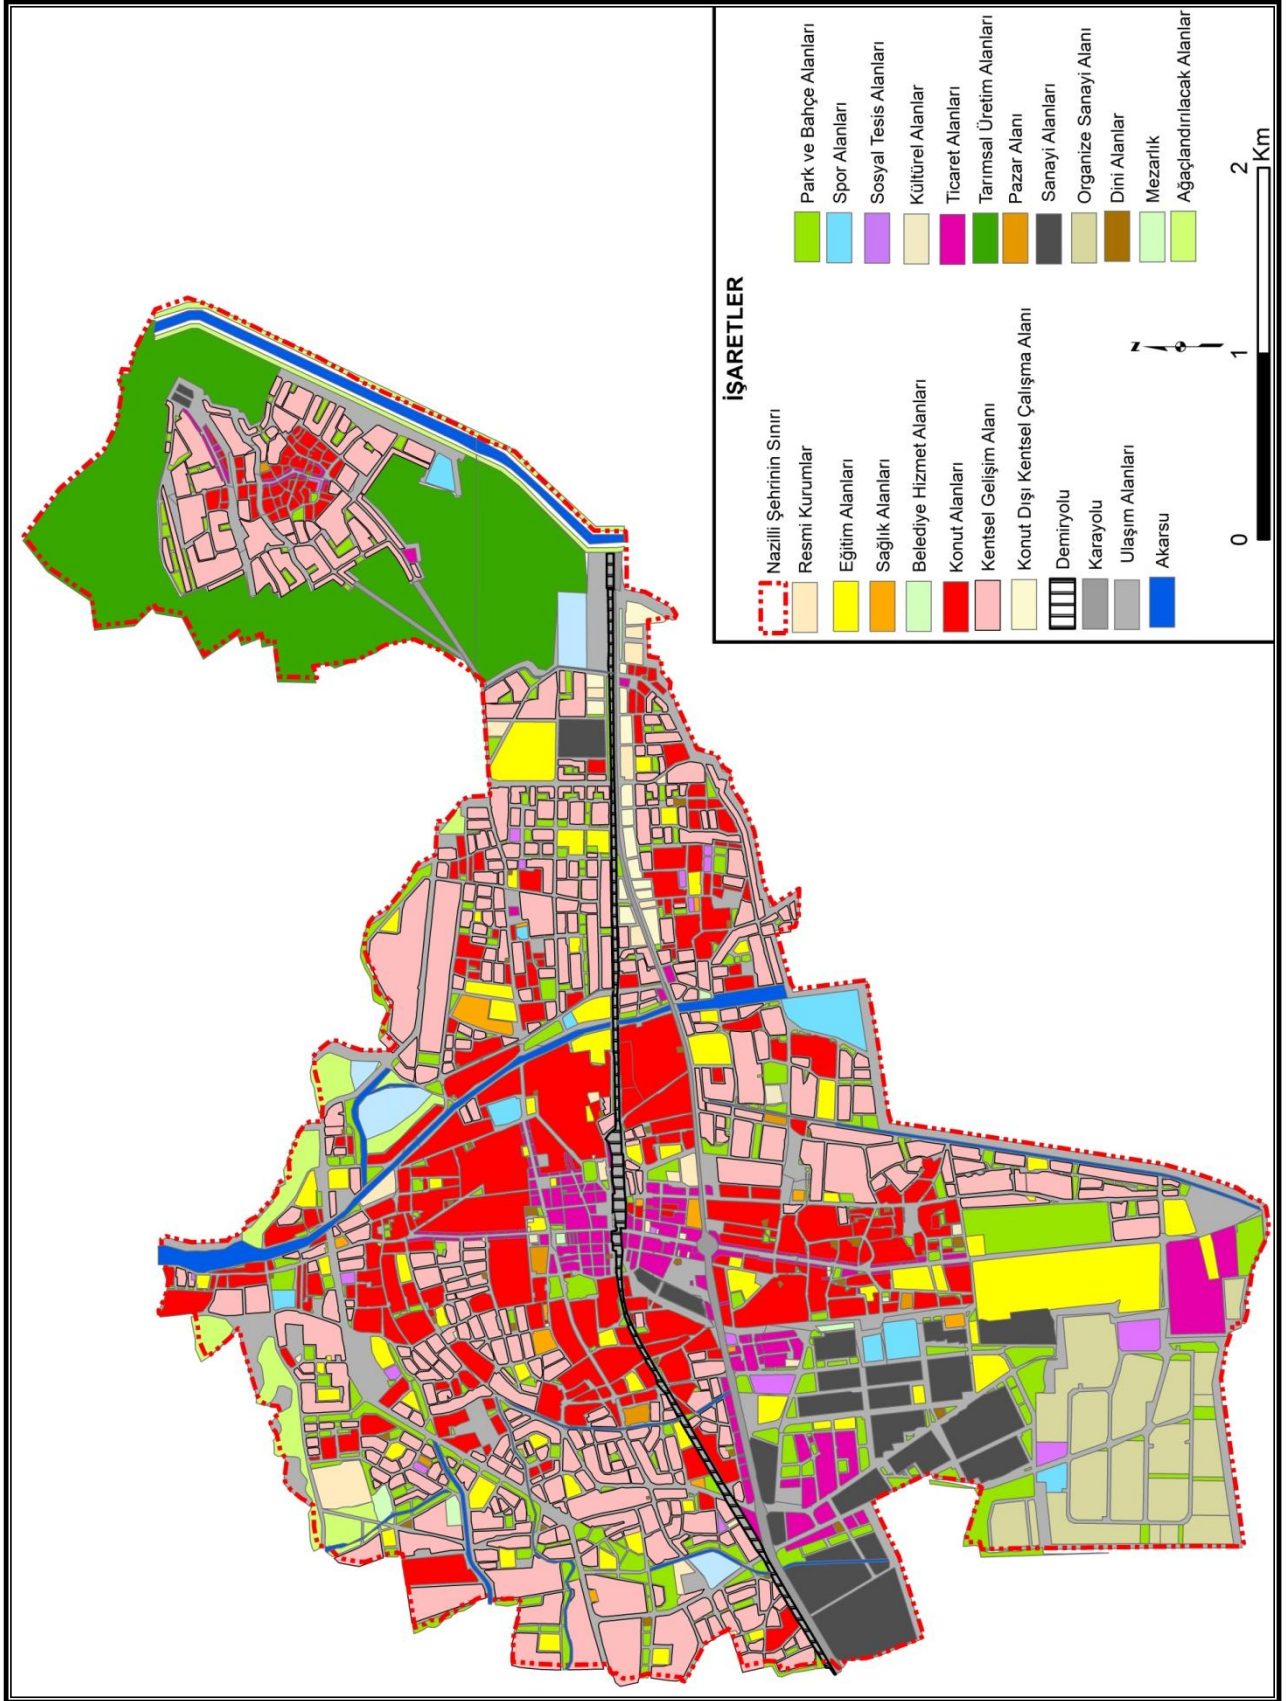 İŞARETLER
Nazilli Şehrinin Sınırı
Resmi Kurumlar
Eğitim Alanları
Sağlık Alanları
Belediye Hizmet Alanları
Konut Alanları
Kentsel Gelişim Alanı
Konut Dışı Kentsel Çalışma Alanı
Demiryolu
Karayolu
Ulaşım Alanları
Akarsu
Park ve Bahçe Alanları
Spor Alanları
Sosyal Tesis Alanları
Kültürel Alanlar
Ticaret Alanları
Tarımsal Üretim Alanları
Pazar Alanı
Sanayi Alanları
Organize Sanayi Alanı
Dini Alanlar
Mezarlık
Ağaçlandırılacak Alanlar
N
0 1 2
Km